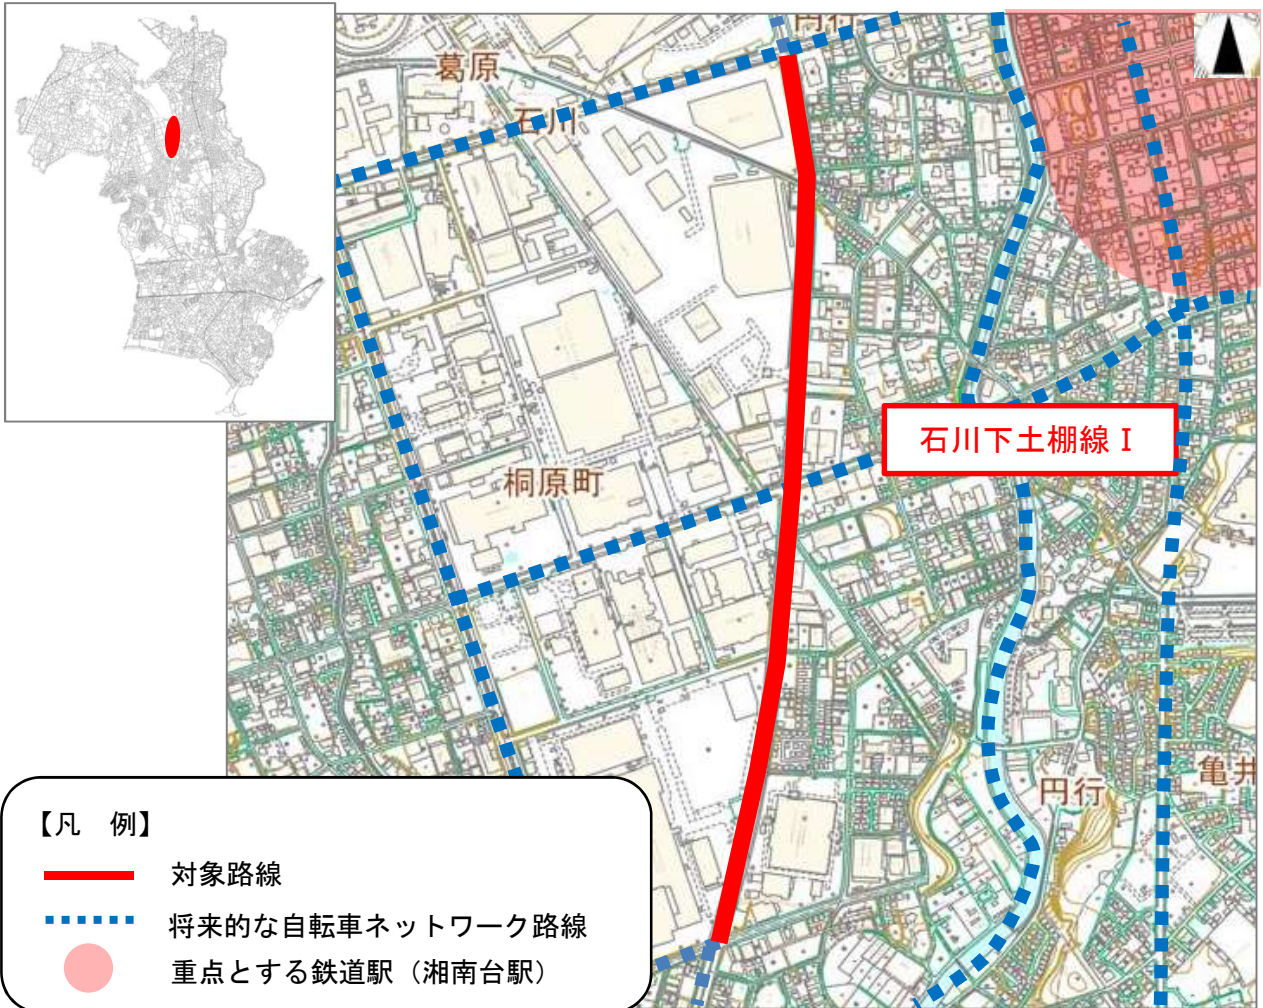 円行
葛原
石川
石川下土棚線Ⅰ
桐原町
亀井
円行
【凡　例】
対象路線
将来的な自転車ネットワーク路線
重点とする鉄道駅（湘南台駅）